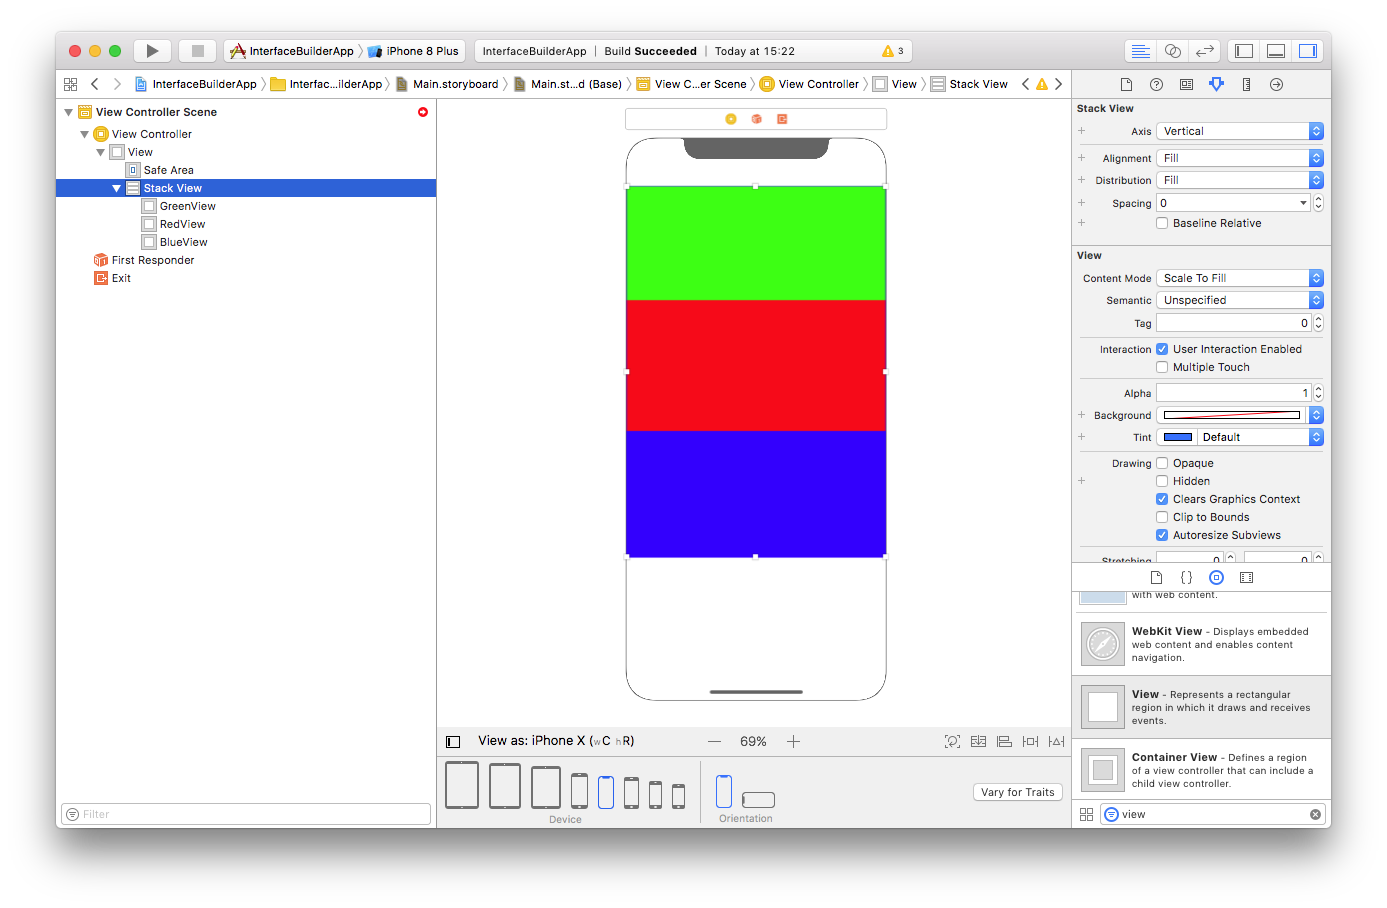 InterfaceBuilderApp iPhone 8 Plus
InterfaceBuilderApp | Build Succeeded | Today at 15:22 3
InterfaceBuilderApp Interfac...ilderApp Main.storyboard Main.st...d (Base) View C...er Scene View Controller View Stack View
View Controller Scene
View Controller
View
Safe Area
Stack View
GreenView
RedView
BlueView
First Responder
Exit
Filter
View as: iPhone X (wC hR)
69%
Device
Orientation
Vary for Traits
Stack View
Axis Vertical
Alignment Fill
Distribution Fill
Spacing 0
Baseline Relative
View
Content Mode Scale To Fill
Semantic Unspecified
Tag 0
Interaction User Interaction Enabled
Multiple Touch
Alpha 1
Background
Tint Default
Drawing Opaque
Hidden
Clears Graphics Context
Clip to Bounds
Autoresize Subviews
Stretching 0 0
with web content.
WebKit View - Displays embedded
web content and enables content
navigation.
View - Represents a rectangular
region in which it draws and receives
events.
Container View - Defines a region
of a view controller that can include a
child view controller.
view